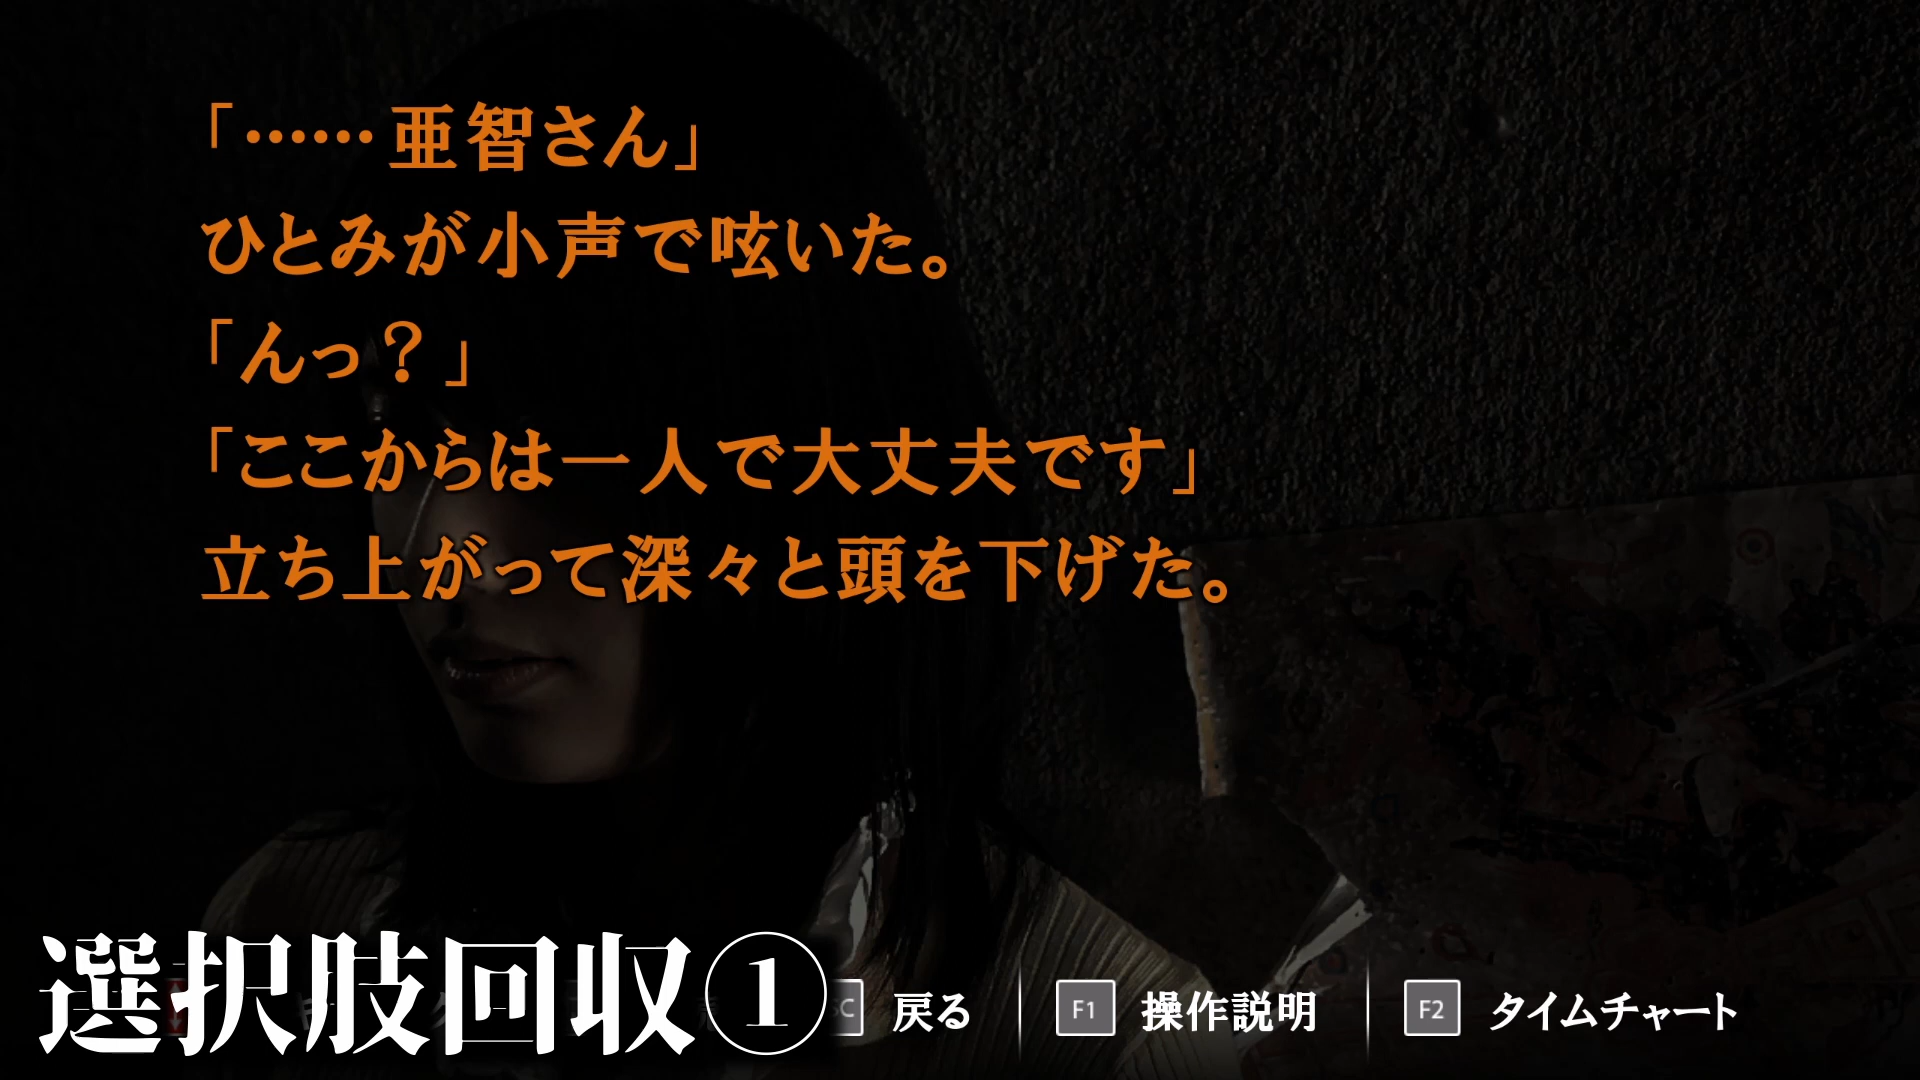 「……亜智さん」
ひとみが小声で呟いた。
「んっ？」
「ここからは一人で大丈夫です」
立ち上がって深々と頭を下げた。
選択肢回収①
戻る
F1 操作説明
F2 タイムチャート